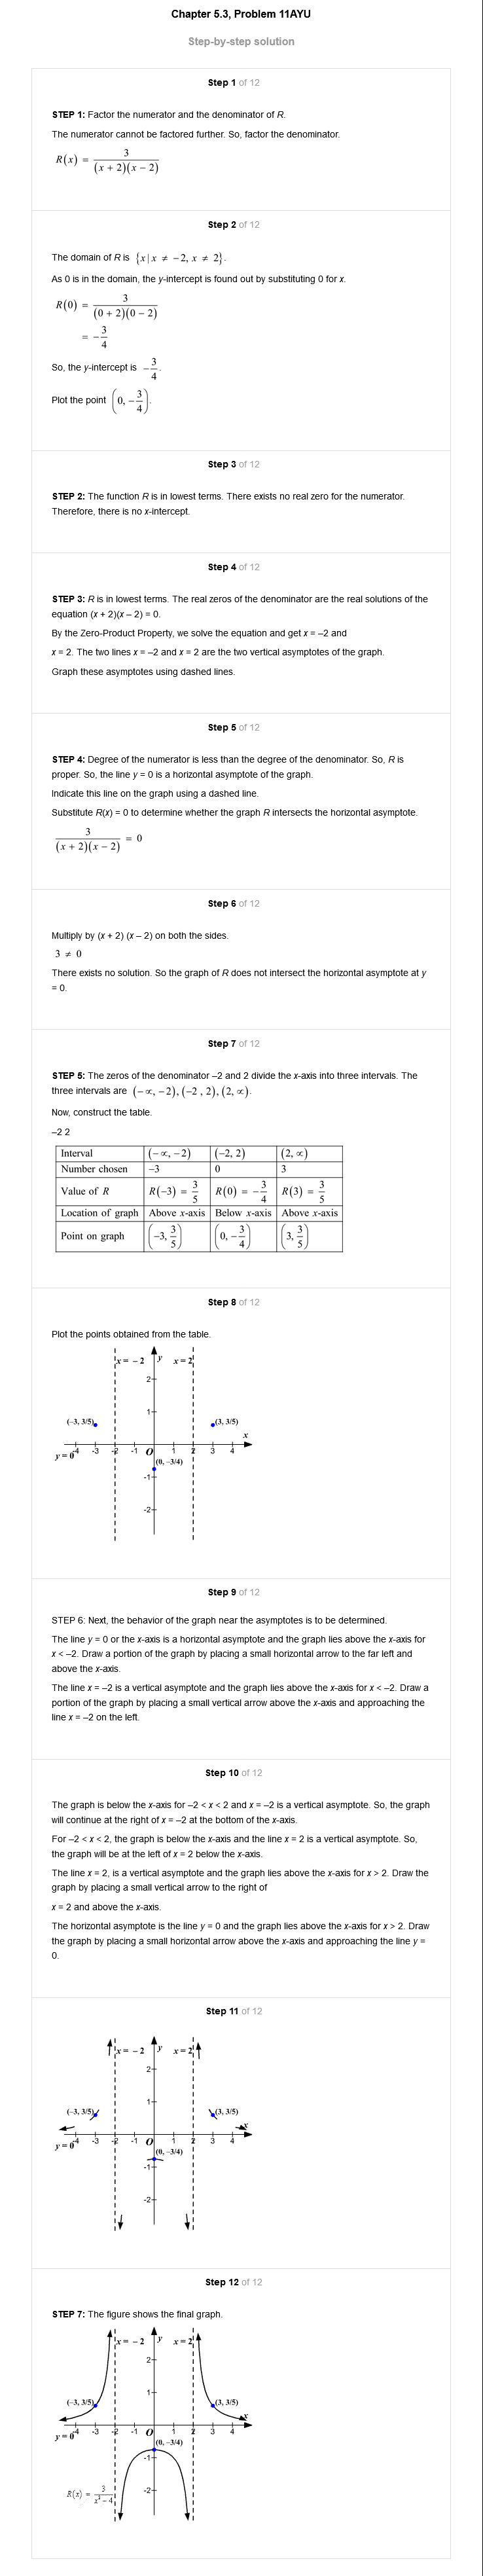 Chapter 5.3, Problem 11AYU
Step-by-step solution
Step 1 of 12
STEP 1: Factor the numerator and the denominator of R.
The numerator cannot be factored further. So, factor the denominator.
R(x) = 3/((x + 2)(x − 2))
Step 2 of 12
The domain of R is {x | x ≠ −2, x ≠ 2}.
As 0 is in the domain, the y-intercept is found out by substituting 0 for x.
R(0) = 3/((0 + 2)(0 − 2))
= −3/4
So, the y-intercept is −3/4.
Plot the point (0, −3/4).
Step 3 of 12
STEP 2: The function R is in lowest terms. There exists no real zero for the numerator.
Therefore, there is no x-intercept.
Step 4 of 12
STEP 3: R is in lowest terms. The real zeros of the denominator are the real solutions of the
equation (x + 2)(x – 2) = 0.
By the Zero-Product Property, we solve the equation and get x = –2 and
x = 2. The two lines x = –2 and x = 2 are the two vertical asymptotes of the graph.
Graph these asymptotes using dashed lines.
Step 5 of 12
STEP 4: Degree of the numerator is less than the degree of the denominator. So, R is
proper. So, the line y = 0 is a horizontal asymptote of the graph.
Indicate this line on the graph using a dashed line.
Substitute R(x) = 0 to determine whether the graph R intersects the horizontal asymptote.
3/((x + 2)(x − 2)) = 0
Step 6 of 12
Multiply by (x + 2) (x – 2) on both the sides.
3 ≠ 0
There exists no solution. So the graph of R does not intersect the horizontal asymptote at y
= 0.
Step 7 of 12
STEP 5: The zeros of the denominator –2 and 2 divide the x-axis into three intervals. The
three intervals are (−∞, −2), (−2 , 2), (2, ∞).
Now, construct the table.
–2 2
Interval (−∞, −2) (−2, 2) (2, ∞)
Number chosen −3 0 3
Value of R R(−3) = 3/5 R(0) = −3/4 R(3) = 3/5
Location of graph Above x-axis Below x-axis Above x-axis
Point on graph (−3, 3/5) (0, −3/4) (3, 3/5)
Step 8 of 12
Plot the points obtained from the table.
x = − 2 y x = 2
2
1
(−3, 3/5) (3, 3/5)
x
-4 -3 -2 -1 O 1 2 3 4
y = 0
(0, −3/4)
-1
-2
Step 9 of 12
STEP 6: Next, the behavior of the graph near the asymptotes is to be determined.
The line y = 0 or the x-axis is a horizontal asymptote and the graph lies above the x-axis for
x < –2. Draw a portion of the graph by placing a small horizontal arrow to the far left and
above the x-axis.
The line x = –2 is a vertical asymptote and the graph lies above the x-axis for x < –2. Draw a
portion of the graph by placing a small vertical arrow above the x-axis and approaching the
line x = –2 on the left.
Step 10 of 12
The graph is below the x-axis for –2 < x < 2 and x = –2 is a vertical asymptote. So, the graph
will continue at the right of x = –2 at the bottom of the x-axis.
For –2 < x < 2, the graph is below the x-axis and the line x = 2 is a vertical asymptote. So,
the graph will be at the left of x = 2 below the x-axis.
The line x = 2, is a vertical asymptote and the graph lies above the x-axis for x > 2. Draw the
graph by placing a small vertical arrow to the right of
x = 2 and above the x-axis.
The horizontal asymptote is the line y = 0 and the graph lies above the x-axis for x > 2. Draw
the graph by placing a small horizontal arrow above the x-axis and approaching the line y =
0.
Step 11 of 12
x = − 2 y x = 2
2
1
(−3, 3/5) (3, 3/5)
x
-4 -3 -2 -1 O 1 2 3 4
y = 0
(0, −3/4)
-1
-2
Step 12 of 12
STEP 7: The figure shows the final graph.
x = − 2 y x = 2
2
1
(−3, 3/5) (3, 3/5)
x
-4 -3 -2 -1 O 1 2 3 4
y = 0
(0, −3/4)
-1
-2
R(x) = 3/(x² − 4)